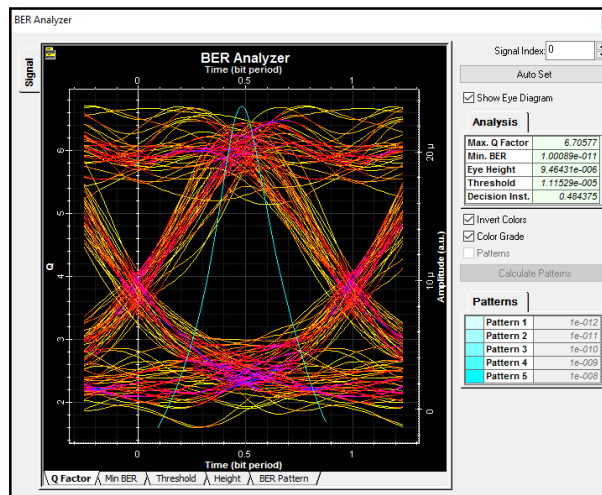 BER Analyzer
Signal
BER Analyzer
Time (bit period)
0 0.5 1
Q
6
5
4
3
2
Amplitude (a.u.)
20 µ
10 µ
0
0 0.5 1
Time (bit period)
Q Factor Min BER Threshold Height BER Pattern
Signal Index: 0
Auto Set
Show Eye Diagram
Analysis
Max. Q Factor 6.70577
Min. BER 1.00089e-011
Eye Height 9.46431e-006
Threshold 1.11529e-005
Decision Inst. 0.484375
Invert Colors
Color Grade
Patterns
Calculate Patterns
Patterns
Pattern 1 1e-012
Pattern 2 1e-011
Pattern 3 1e-010
Pattern 4 1e-009
Pattern 5 1e-008